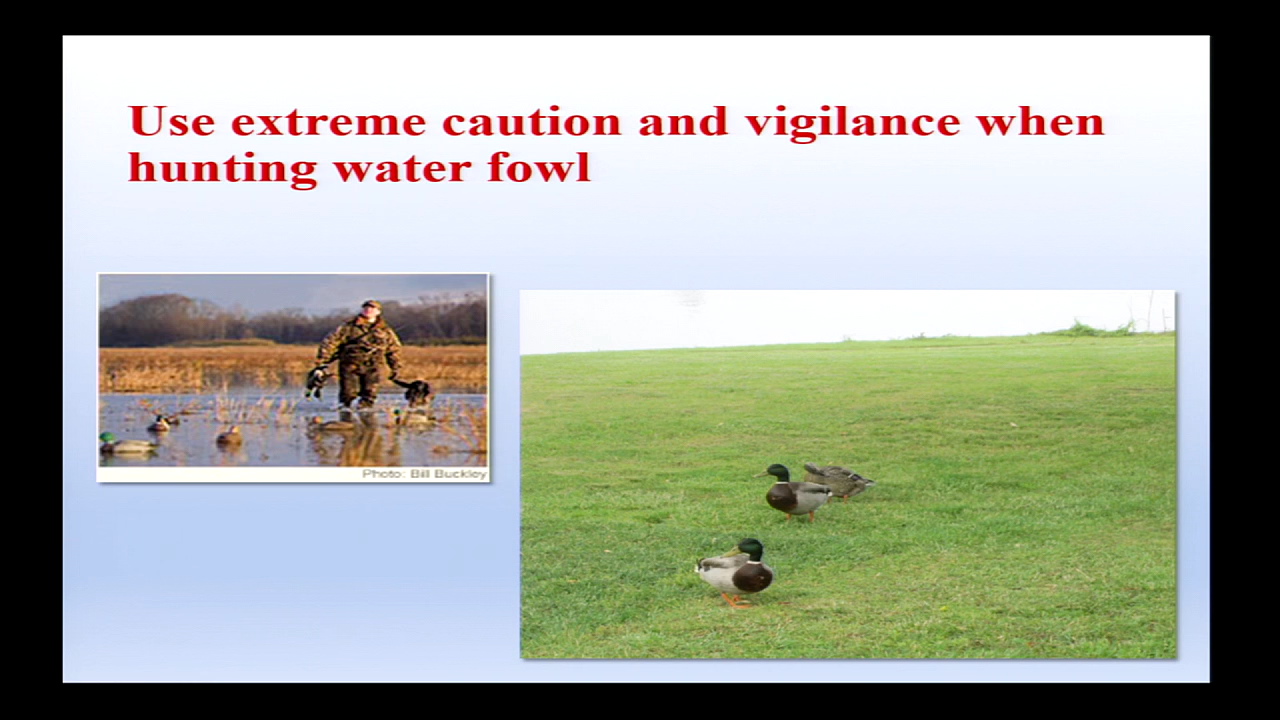 Use extreme caution and vigilance when
hunting water fowl
Photo: Bill Buckley